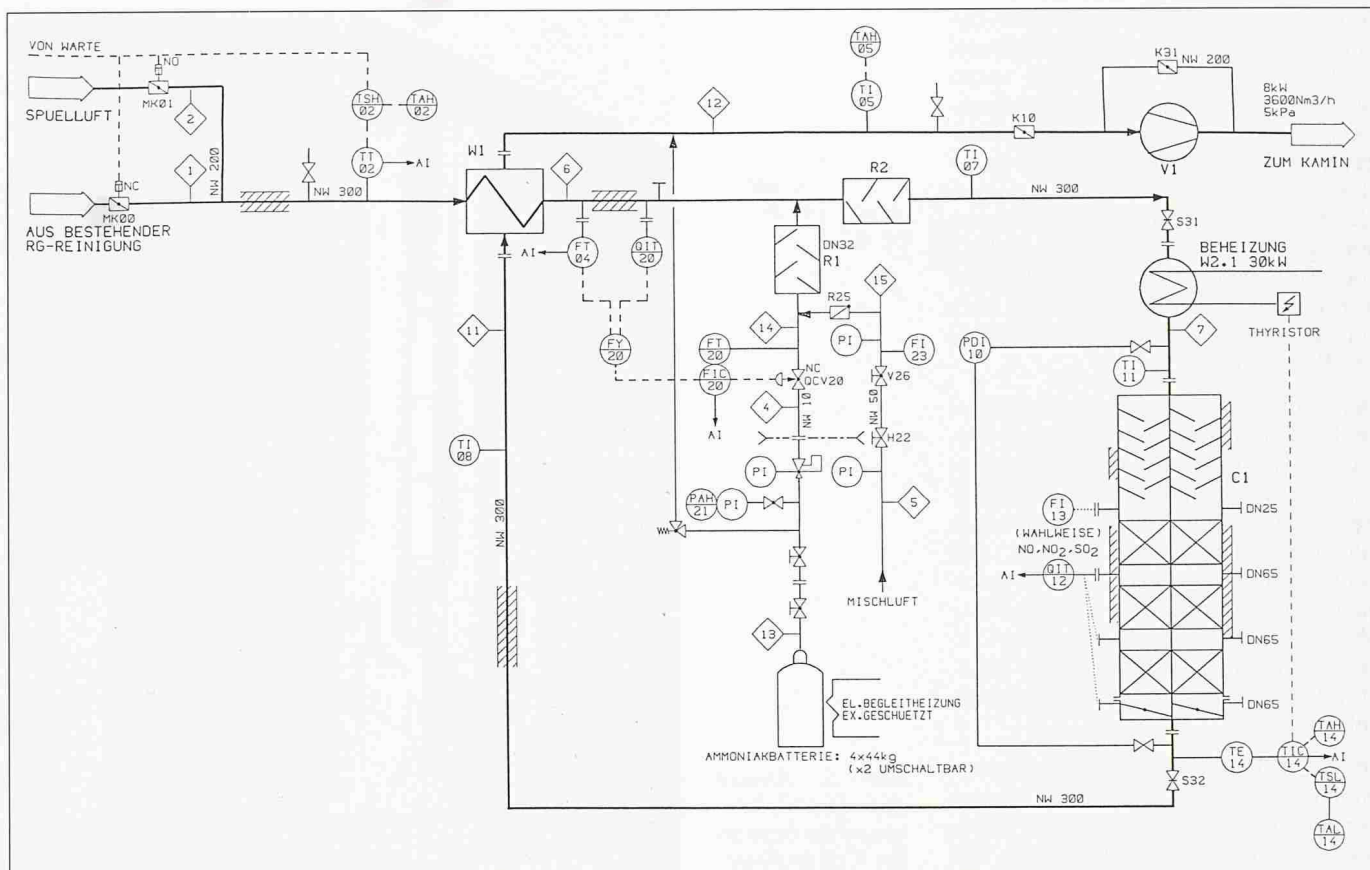 VON WARTE
NO
MK01
SPUELLUFT
2
NW 200
TSH
02
TAH
02
TT
02
AI
NC
1
MK00
NW 300
AUS BESTEHENDER
RG-REINIGUNG
W1
6
12
TAH
05
TI
05
K10
K31
NW 200
V1
8kW
3600Nm3/h
5kPa
ZUM KAMIN
R2
TI
07
NW 300
S31
BEHEIZUNG
W2.1 30kW
THYRISTOR
7
AI
FT
04
QIT
20
DN32
R1
R25
15
14
11
FY
20
FT
20
FIC
20
AI
NC
QCV20
PI
FI
23
V26
4
NW 10
NW 50
H22
PDI
10
TI
11
C1
TI
08
PI
PI
PAH
21
PI
5
FI
13
DN25
(WAHLWEISE)
NO,NO2,SO2
AI
QIT
12
DN65
DN65
DN65
NW 300
MISCHLUFT
13
EL.BEGLEITHEIZUNG
EX.GESCHUETZT
AMMONIAKBATTERIE: 4x44kg
(x2 UMSCHALTBAR)
TE
14
TIC
14
TAH
14
AI
TSL
14
TAL
14
S32
NW 300